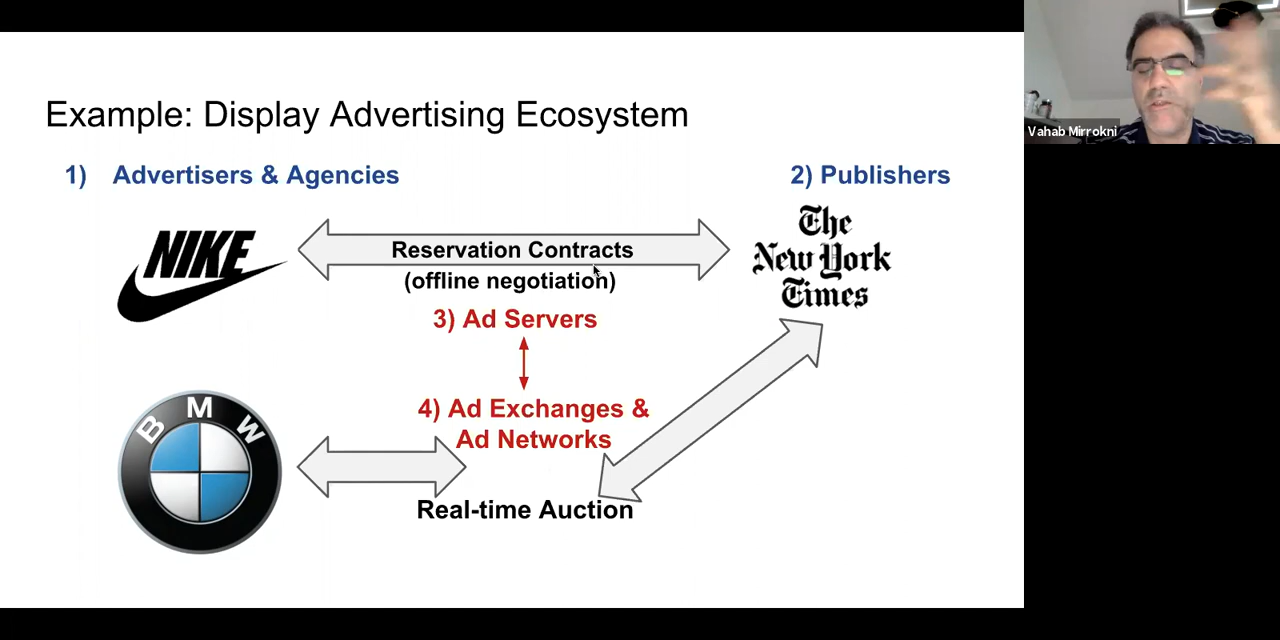 Example: Display Advertising Ecosystem
1) Advertisers & Agencies
2) Publishers
NIKE
Reservation Contracts
(offline negotiation)
The
New York
Times
3) Ad Servers
4) Ad Exchanges &
Ad Networks
BMW
Real-time Auction
Vahab Mirrokni